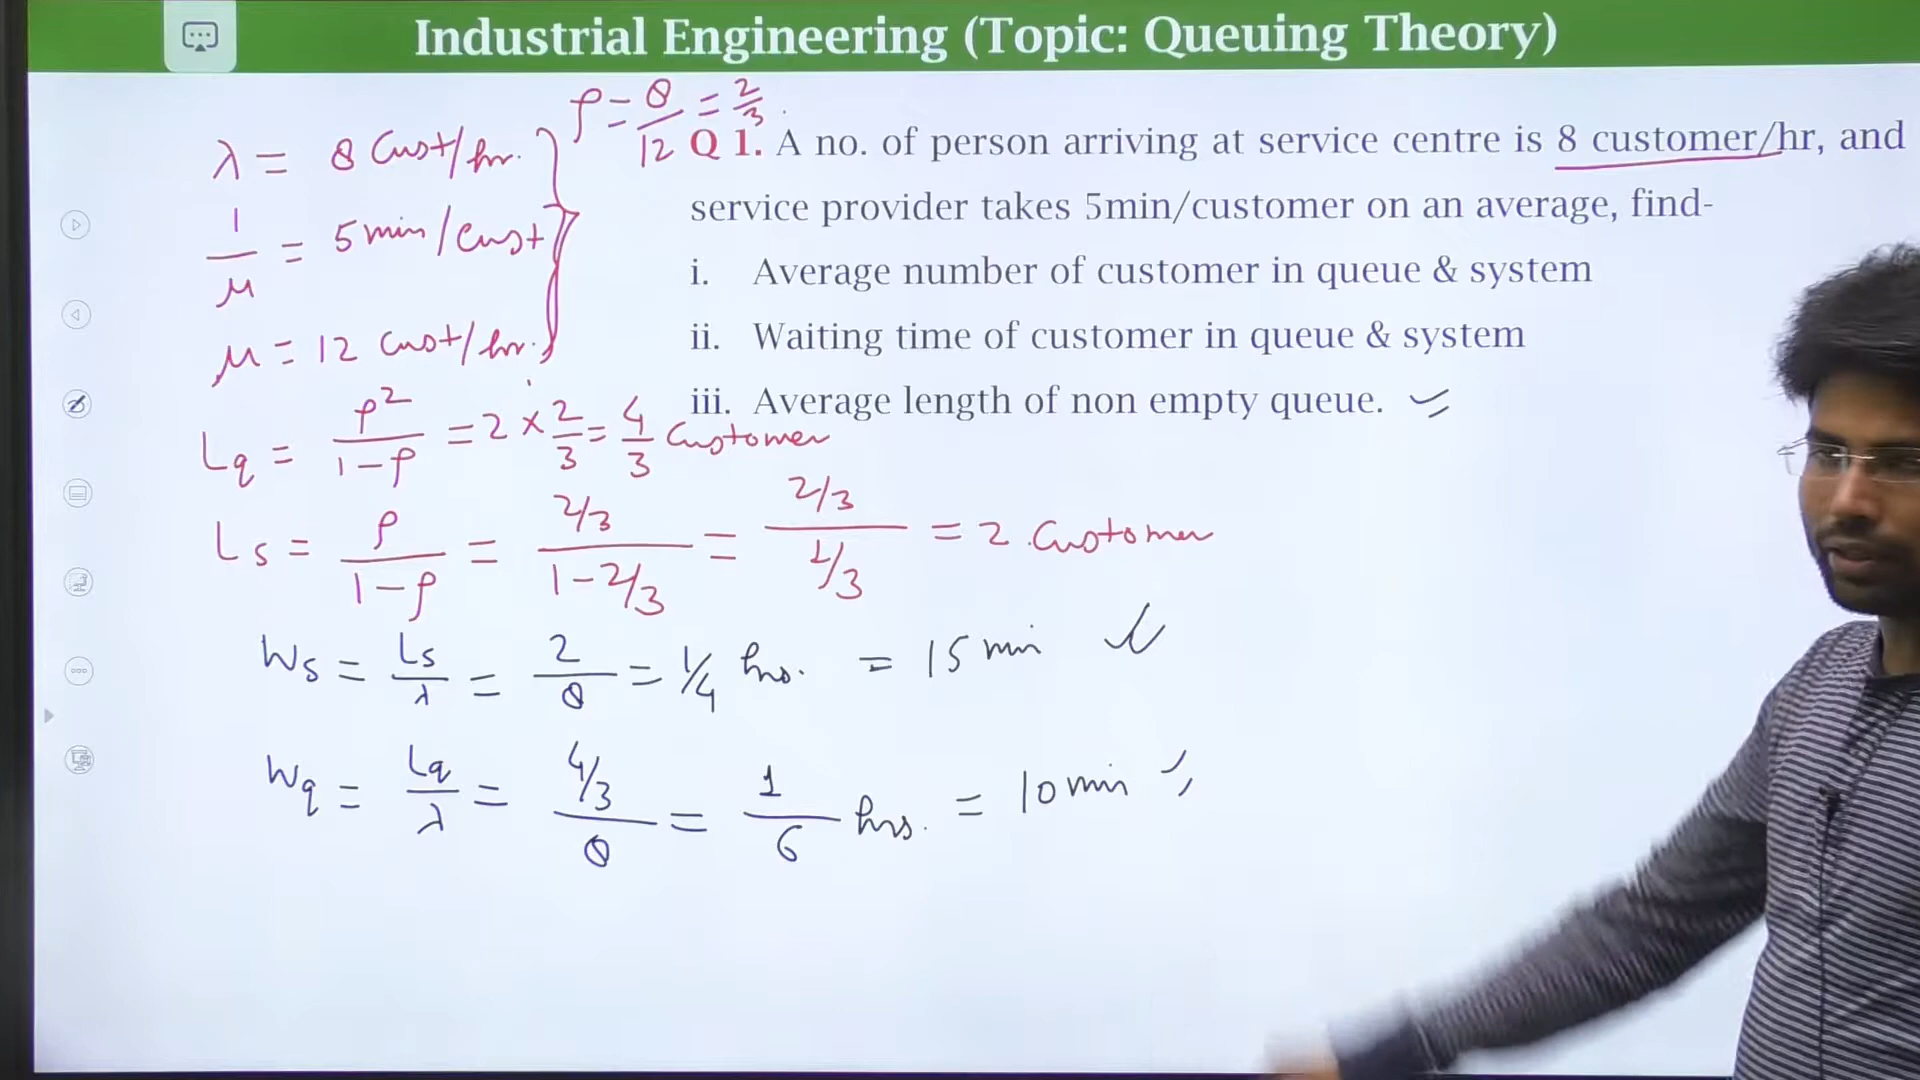 Industrial Engineering (Topic: Queuing Theory)
ρ = 8/12 = 2/3
λ = 8 Cust/hr.
Q 1. A no. of person arriving at service centre is 8 customer/hr, and
service provider takes 5min/customer on an average, find-
1/μ = 5 min/cust
i. Average number of customer in queue & system
μ = 12 cust/hr.
ii. Waiting time of customer in queue & system
iii. Average length of non empty queue.
Lq = ρ²/1-ρ = 2 × 2/3 = 4/3 Customer
Ls = ρ/1-ρ = 2/3/1-2/3 = 2/3/1/3 = 2 Customer
Ws = Ls/λ = 2/8 = 1/4 hrs. = 15 min
Wq = Lq/λ = 4/3/8 = 1/6 hrs. = 10 min